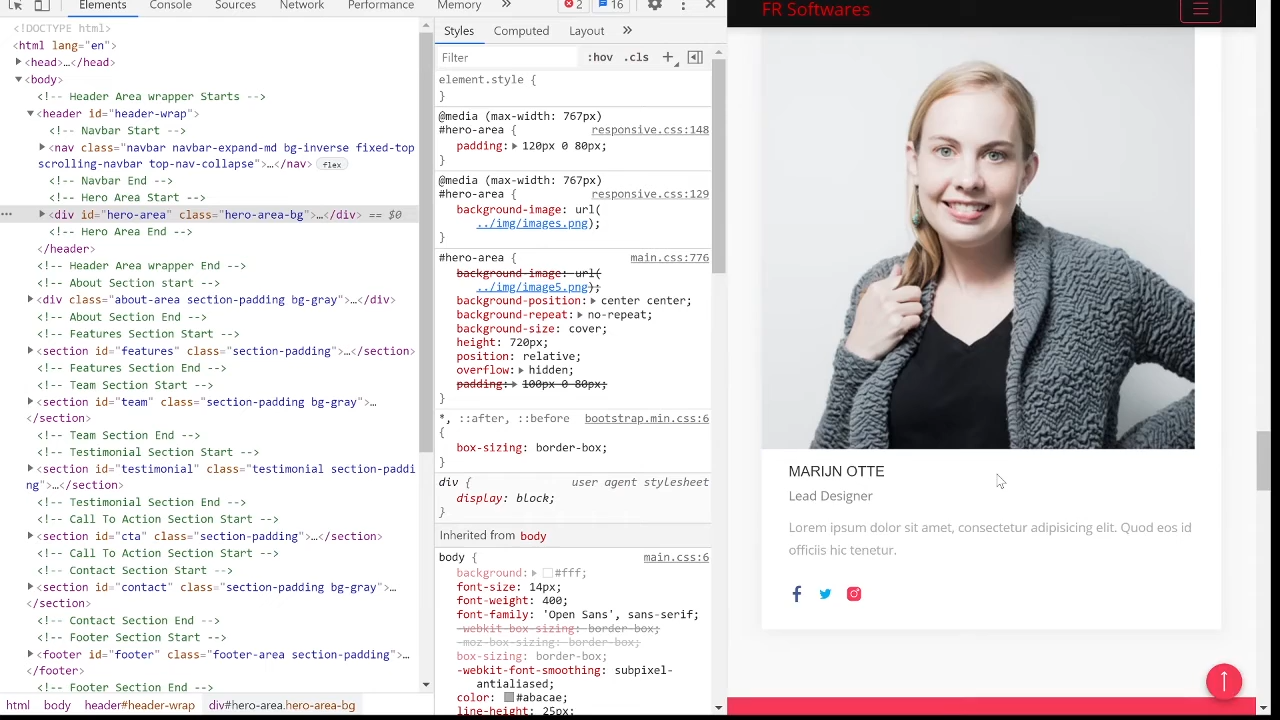 Elements Console Sources Network Performance Memory 2 16
<!DOCTYPE html>
<html lang="en">
<head>…</head>
<body>
<!-- Header Area wrapper Starts -->
<header id="header-wrap">
<!-- Navbar Start -->
<nav class="navbar navbar-expand-md bg-inverse fixed-top
scrolling-navbar top-nav-collapse">…</nav> flex
<!-- Navbar End -->
<!-- Hero Area Start -->
<div id="hero-area" class="hero-area-bg">…</div> == $0
<!-- Hero Area End -->
</header>
<!-- Header Area wrapper End -->
<!-- About Section start -->
<div class="about-area section-padding bg-gray">…</div>
<!-- About Section End -->
<!-- Features Section Start -->
<section id="features" class="section-padding">…</section>
<!-- Features Section End -->
<!-- Team Section Start -->
<section id="team" class="section-padding bg-gray">…
</section>
<!-- Team Section End -->
<!-- Testimonial Section Start -->
<section id="testimonial" class="testimonial section-paddi
ng">…</section>
<!-- Testimonial Section End -->
<!-- Call To Action Section Start -->
<section id="cta" class="section-padding">…</section>
<!-- Call To Action Section Start -->
<!-- Contact Section Start -->
<section id="contact" class="section-padding bg-gray">…
</section>
<!-- Contact Section End -->
<!-- Footer Section Start -->
<footer id="footer" class="footer-area section-padding">…
</footer>
<!-- Footer Section End -->
html body header#header-wrap div#hero-area.hero-area-bg
Styles Computed Layout
Filter :hov .cls
element.style {
}
@media (max-width: 767px)
#hero-area { responsive.css:148
padding: 120px 0 80px;
}
@media (max-width: 767px)
#hero-area { responsive.css:129
background-image: url(
../img/images.png);
}
#hero-area { main.css:776
background-image: url(
../img/image5.png);
background-position: center center;
background-repeat: no-repeat;
background-size: cover;
height: 720px;
position: relative;
overflow: hidden;
padding: 100px 0 80px;
}
*, ::after, ::before bootstrap.min.css:6
{
box-sizing: border-box;
}
div { user agent stylesheet
display: block;
}
Inherited from body
body { main.css:6
background: #fff;
font-size: 14px;
font-weight: 400;
font-family: 'Open Sans', sans-serif;
-webkit-box-sizing: border-box;
-moz-box-sizing: border-box;
box-sizing: border-box;
-webkit-font-smoothing: subpixel-
antialiased;
color: #abacae;
line-height: 25px;
FR Softwares
MARIJN OTTE
Lead Designer
Lorem ipsum dolor sit amet, consectetur adipisicing elit. Quod eos id
officiis hic tenetur.